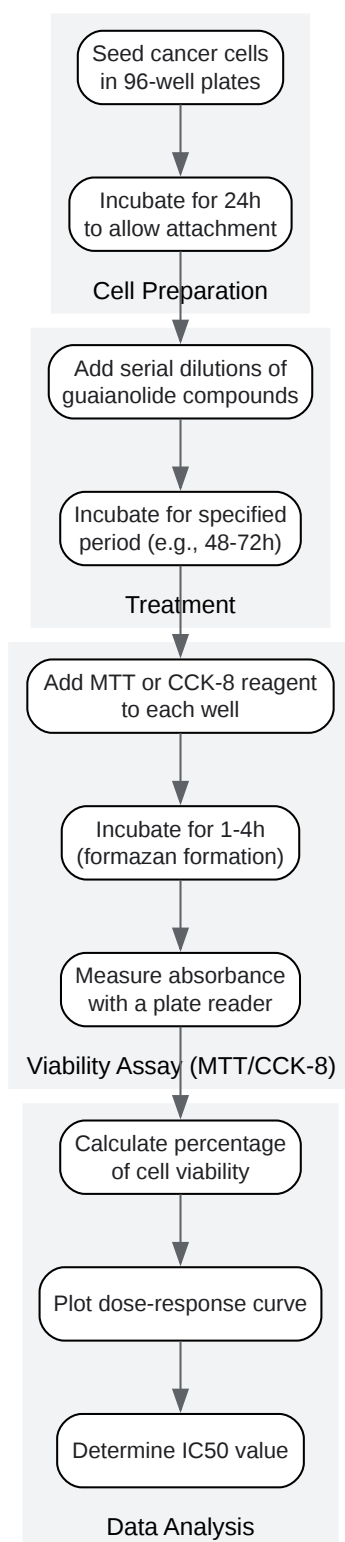 Seed cancer cells
in 96-well plates
Incubate for 24h
to allow attachment
Cell Preparation
Add serial dilutions of
guaianolide compounds
Incubate for specified
period (e.g., 48-72h)
Treatment
Add MTT or CCK-8 reagent
to each well
Incubate for 1-4h
(formazan formation)
Measure absorbance
with a plate reader
Viability Assay (MTT/CCK-8)
Calculate percentage
of cell viability
Plot dose-response curve
Determine IC50 value
Data Analysis